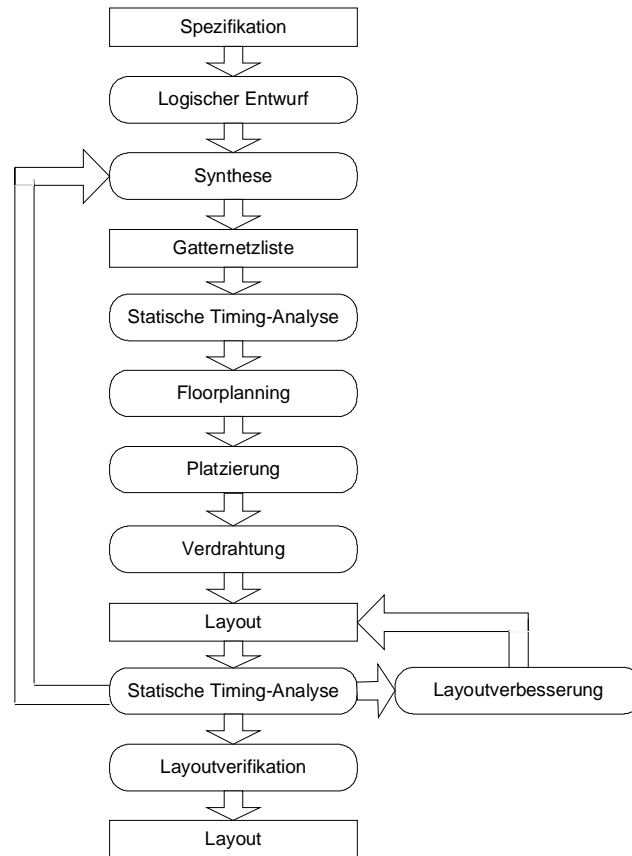 Spezifikation
Logischer Entwurf
Synthese
Gatternetzliste
Statische Timing-Analyse
Floorplanning
Platzierung
Verdrahtung
Layout
Statische Timing-Analyse
Layoutverbesserung
Layoutverifikation
Layout